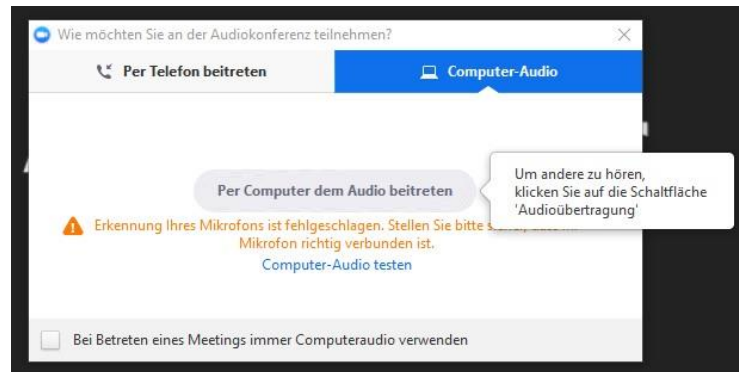 Wie möchten Sie an der Audiokonferenz teilnehmen?
Per Telefon beitreten
Computer-Audio
Per Computer dem Audio beitreten
Um andere zu hören,
klicken Sie auf die Schaltfläche
'Audioübertragung'
Erkennung Ihres Mikrofons ist fehlgeschlagen. Stellen Sie bitte
Mikrofon richtig verbunden ist.
Computer-Audio testen
Bei Betreten eines Meetings immer Computeraudio verwenden